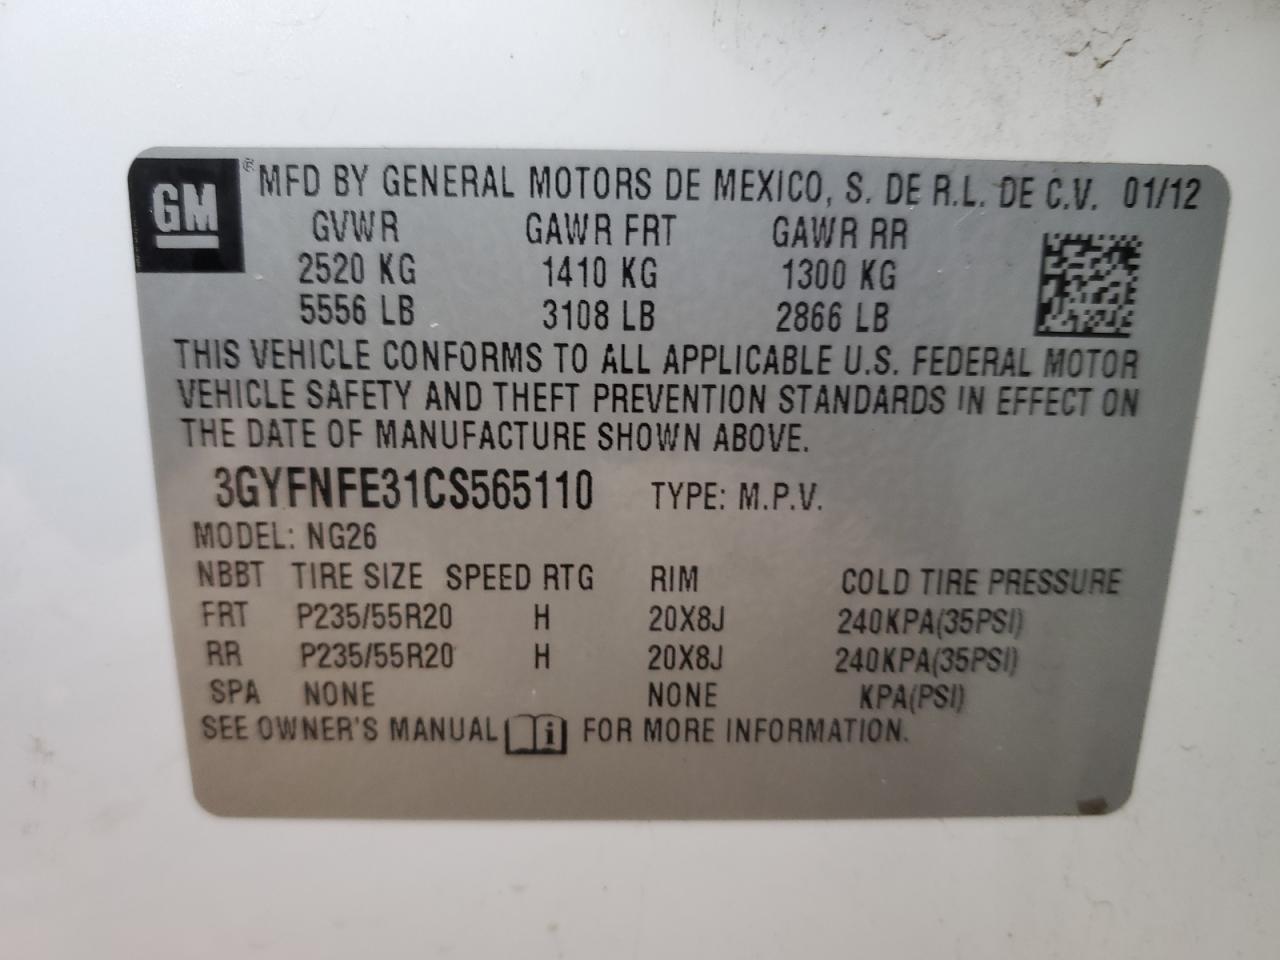 GM ® MFD BY GENERAL MOTORS DE MEXICO, S. DE R.L. DE C.V. 01/12
GVWR GAWR FRT GAWR RR
2520 KG 1410 KG 1300 KG
5556 LB 3108 LB 2866 LB
THIS VEHICLE CONFORMS TO ALL APPLICABLE U.S. FEDERAL MOTOR
VEHICLE SAFETY AND THEFT PREVENTION STANDARDS IN EFFECT ON
THE DATE OF MANUFACTURE SHOWN ABOVE.
3GYFNFE31CS565110 TYPE: M.P.V.
MODEL: NG26
NBBT TIRE SIZE SPEED RTG RIM COLD TIRE PRESSURE
FRT P235/55R20 H 20X8J 240KPA(35PSI)
RR P235/55R20 H 20X8J 240KPA(35PSI)
SPA NONE NONE KPA(PSI)
SEE OWNER'S MANUAL i FOR MORE INFORMATION.